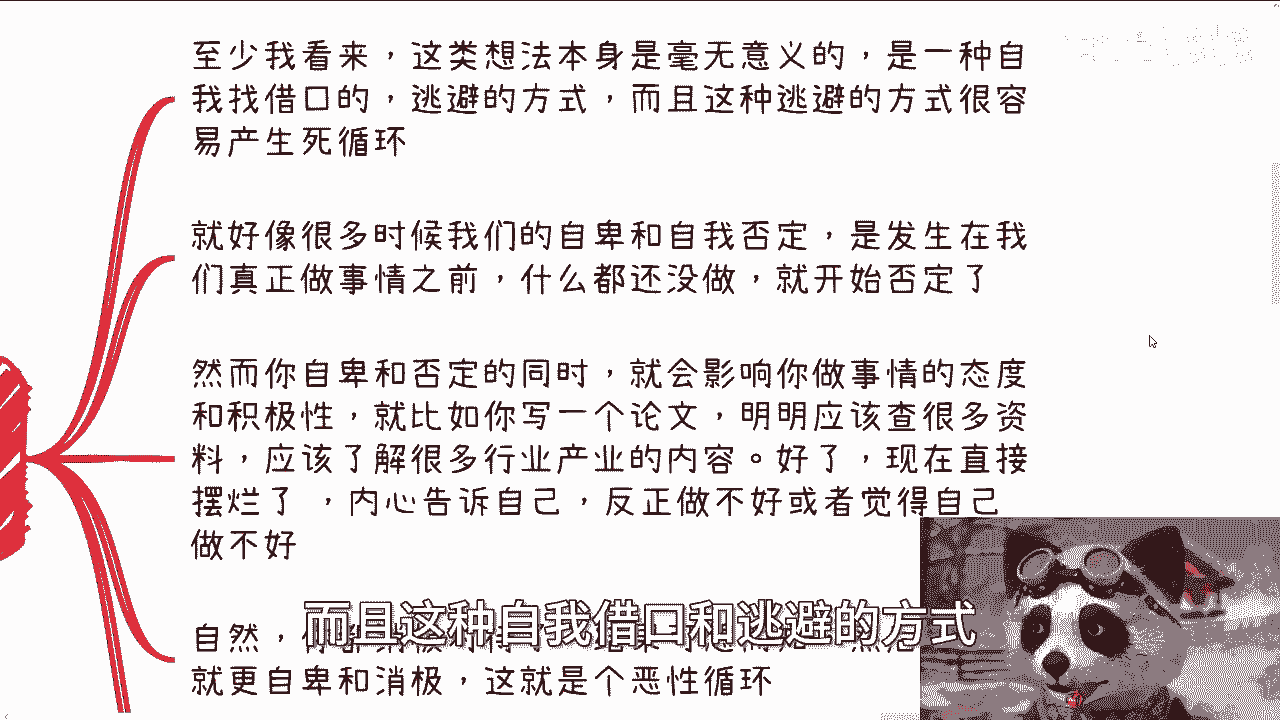 至少我看来，这类想法本身是毫无意义的，是一种自
我找借口的，逃避的方式，而且这种逃避的方式很容
易产生死循环
就好像很多时候我们的自卑和自我否定，是发生在我
们真正做事情之前，什么都还没做，就开始否定了
然而你自卑和否定的同时，就会影响你做事情的态度
和积极性，就比如你写一个论文，明明应该查很多资
料，应该了解很多行业产业的内容。好了，现在直接
摆烂了 ，内心告诉自己，反正做不好或者觉得自己
做不好
自然，
而且这种自我借口和逃避的方式
就更自卑和消极，这就是个恶性循环